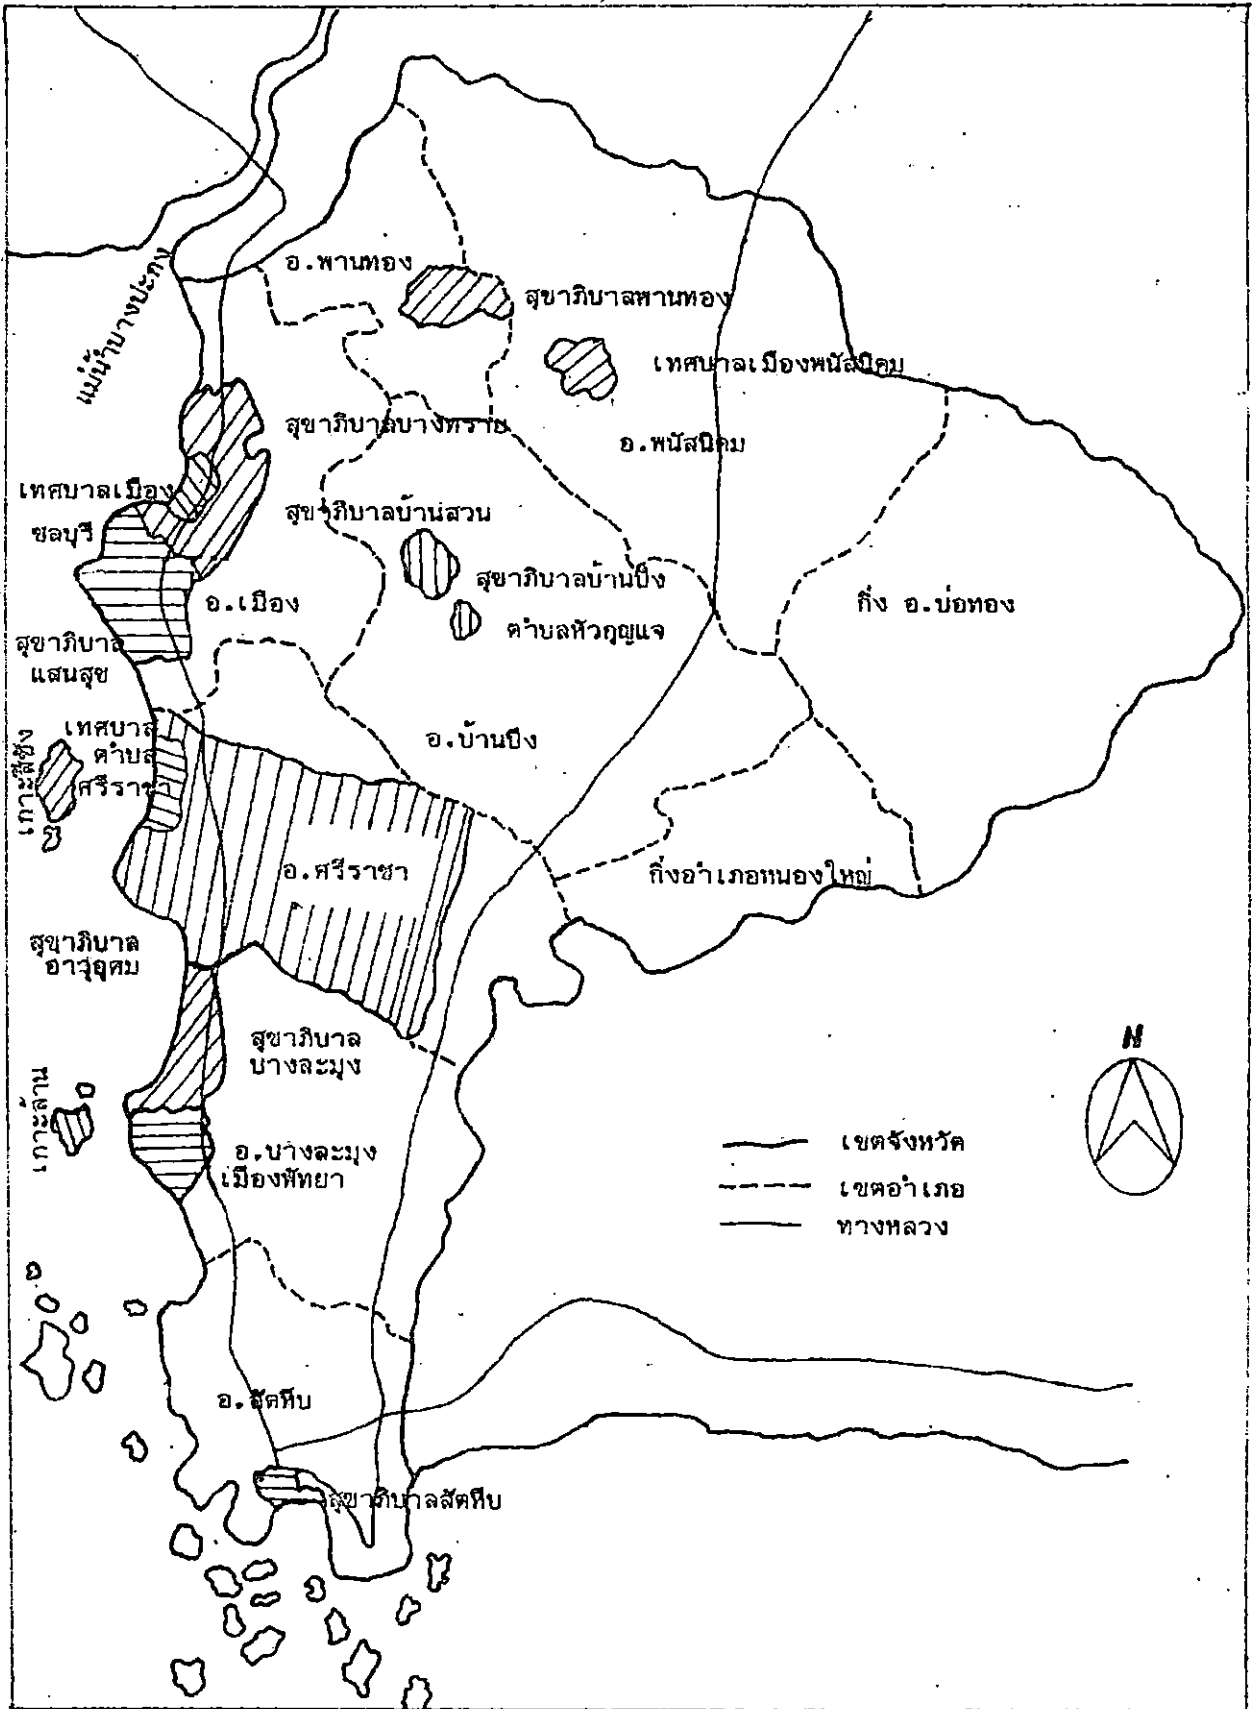 อ.พานทอง
สุขาภิบาลพานทอง
แม่น้ำบางปะกง
เทศบาลเมืองพนัสนิคม
สุขาภิบาลบางทราย
อ.พนัสนิคม
เทศบาลเมือง
ชลบุรี
สุขาภิบาลบ้านสวน
สุขาภิบาลบ้านบึง
อ.เมือง
กิ่ง อ.บ่อทอง
ตำบลหัวกุญแจ
สุขาภิบาล
แสนสุข
เทศบาล
ตำบล
ศรีราชา
เกาะสีชัง
อ.บ้านบึง
อ.ศรีราชา
กิ่งอำเภอหนองใหญ่
สุขาภิบาล
อ่าวอุดม
สุขาภิบาล
บางละมุง
N
เกาะล้าน
อ.บางละมุง
เมืองพัทยา
เขตจังหวัด
เขตอำเภอ
ทางหลวง
อ.สัตหีบ
สุขาภิบาลสัตหีบ